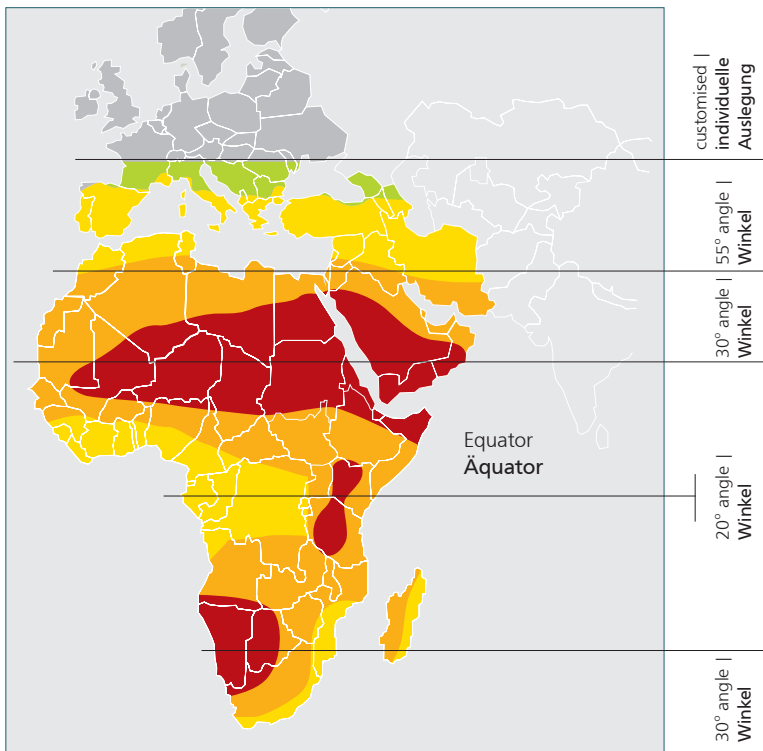 customised |
individuelle
Auslegung
55° angle |
Winkel
30° angle |
Winkel
Equator
Äquator
20° angle |
Winkel
30° angle |
Winkel